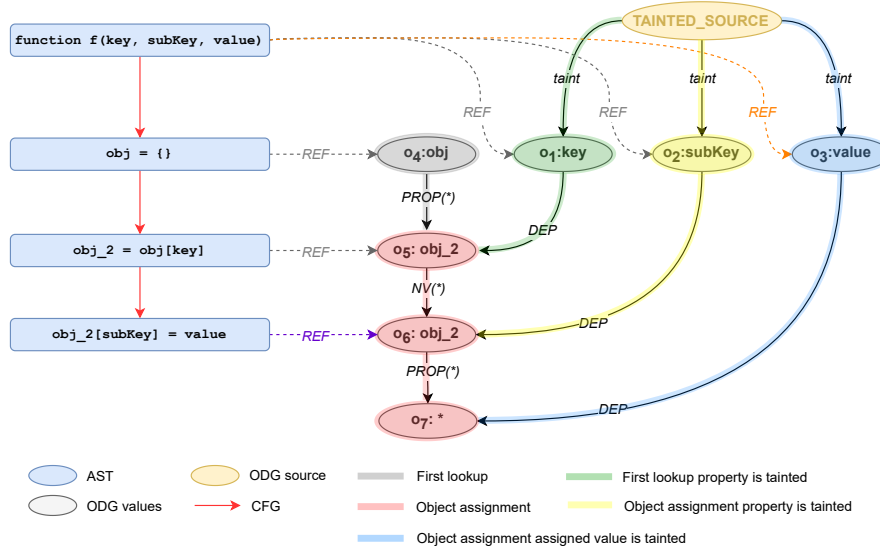 TAINTED_SOURCE
function f(key, subKey, value)
taint
taint
taint
REF
REF
REF
obj = {}
REF
o4:obj
o1:key
o2:subKey
o3:value
PROP(*)
DEP
obj_2 = obj[key]
REF
o5: obj_2
NV(*)
obj_2[subKey] = value
REF
o6: obj_2
DEP
PROP(*)
DEP
o7: *
AST
ODG source
First lookup
First lookup property is tainted
ODG values
CFG
Object assignment
Object assignment property is tainted
Object assignment assigned value is tainted